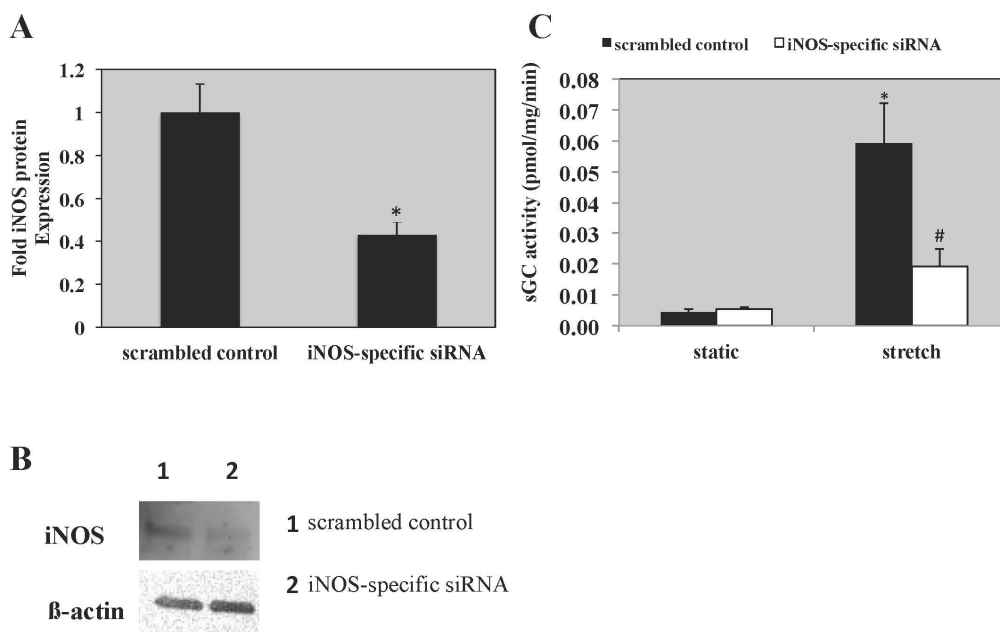 A
Fold iNOS protein
Expression
1.2
1
0.8
0.6
0.4
0.2
0
*
scrambled control
iNOS-specific siRNA
C
scrambled control
iNOS-specific siRNA
sGC activity (pmol/mg/min)
0.08
0.07
0.06
0.05
0.04
0.03
0.02
0.01
0.00
*
#
static
stretch
B
1 2
iNOS
ß-actin
1 scrambled control
2 iNOS-specific siRNA